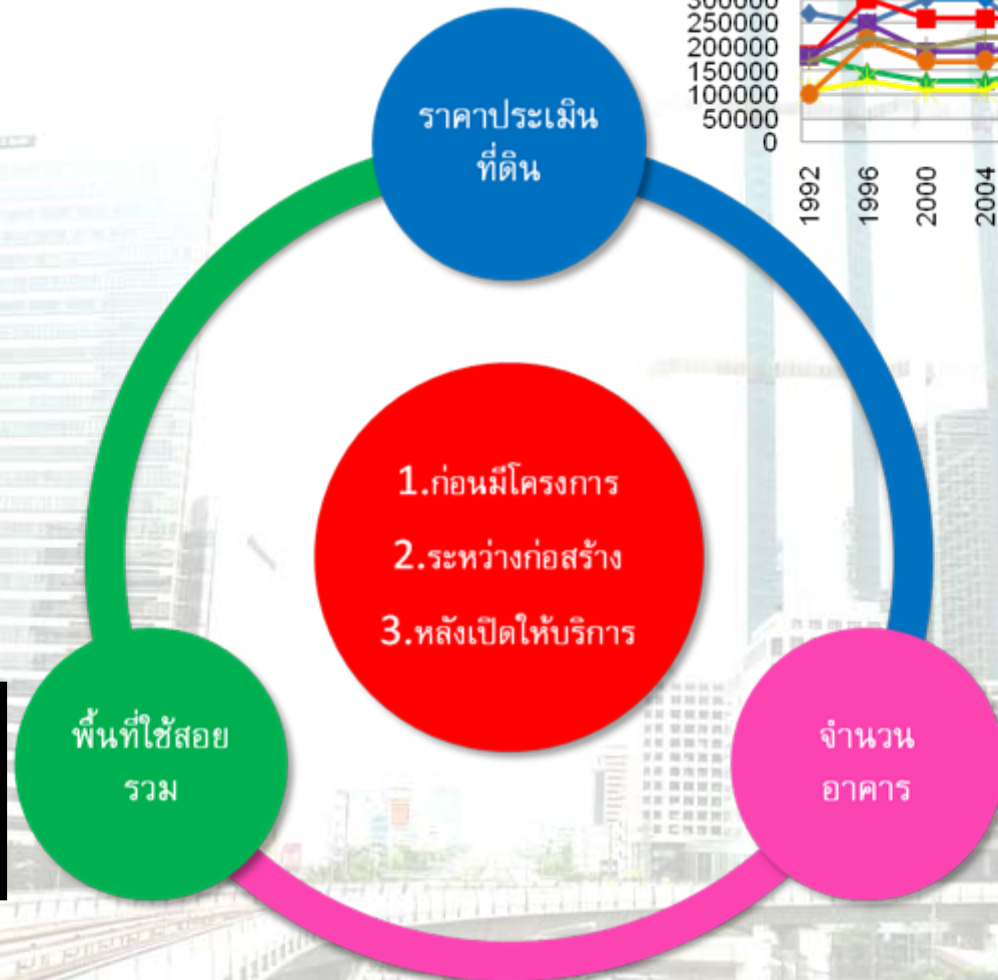 300000
250000
200000
150000
100000
50000
0
1992
1996
2000
2004
ราคาประเมิน
ที่ดิน
1.ก่อนมีโครงการ
2.ระหว่างก่อสร้าง
3.หลังเปิดให้บริการ
พื้นที่ใช้สอย
รวม
จำนวน
อาคาร